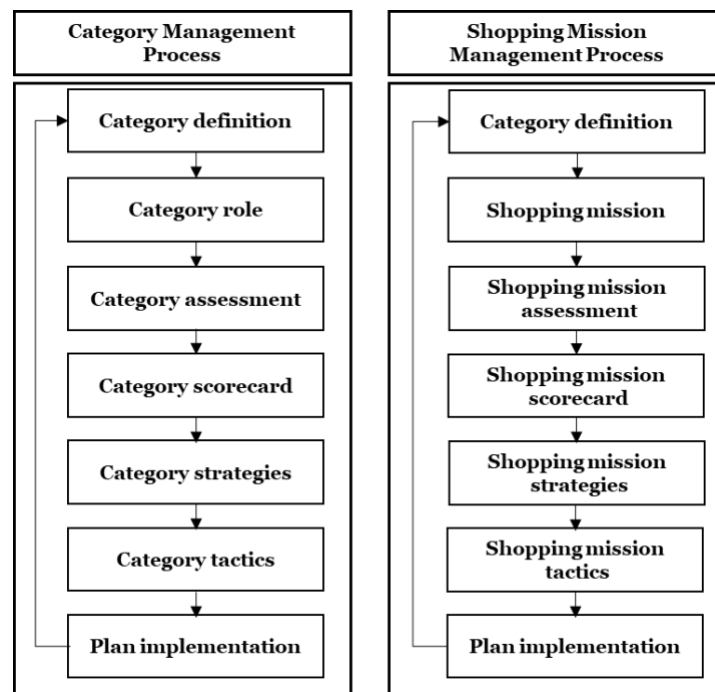 Category Management
Process
Category definition
Category role
Category assessment
Category scorecard
Category strategies
Category tactics
Plan implementation
Shopping Mission
Management Process
Category definition
Shopping mission
Shopping mission
assessment
Shopping mission
scorecard
Shopping mission
strategies
Shopping mission
tactics
Plan implementation